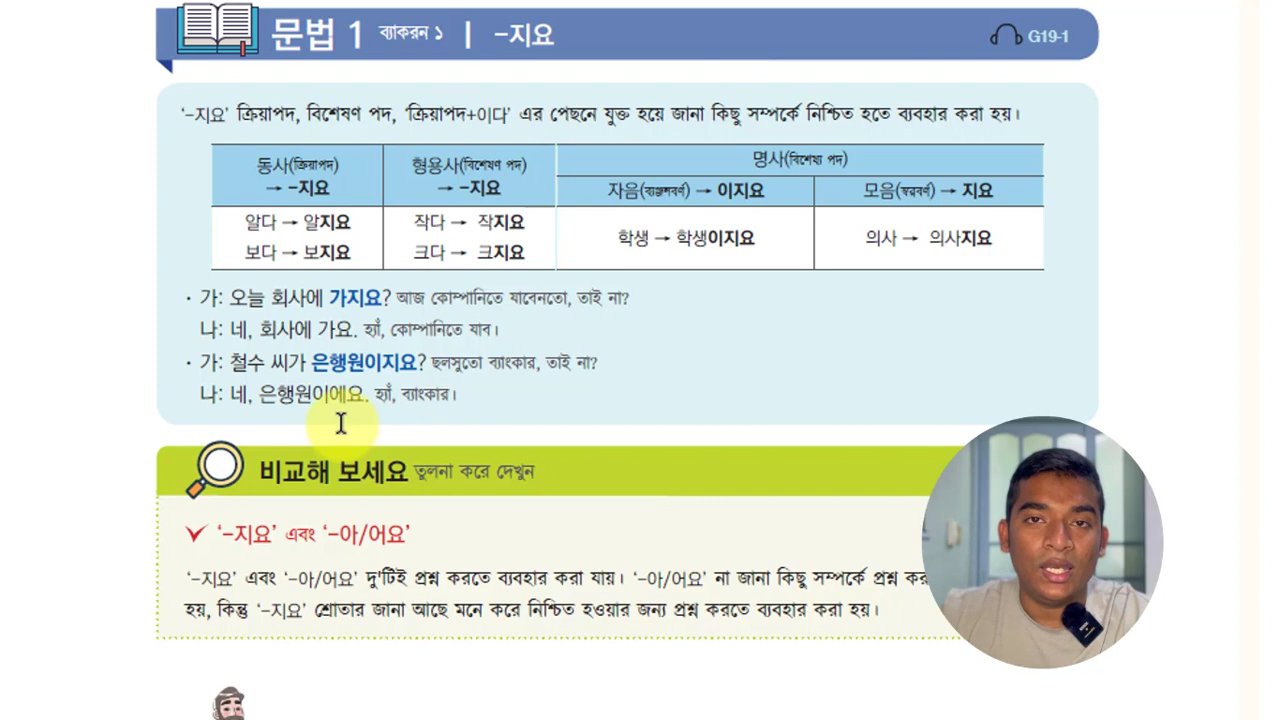 문법 1 ব্যাকরন ১ | -지요
G19-1
'-지요' ক্রিয়াপদ, বিশেষণ পদ, 'ক্রিয়াপদ+이다' এর পেছনে যুক্ত হয়ে জানা কিছু সম্পর্কে নিশ্চিত হতে ব্যবহার করা হয়।
동사(ক্রিয়াপদ)
→ -지요
형용사(বিশেষণ পদ)
→ -지요
명사(বিশেষ্য পদ)
자음(ব্যঞ্জনবর্ণ) → 이지요
모음(স্বরবর্ণ) → 지요
알다 → 알지요
보다 → 보지요
작다 → 작지요
크다 → 크지요
학생 → 학생이지요
의사 → 의사지요
· 가: 오늘 회사에 가지요? আজ কোম্পানিতে যাবেনতো, তাই না?
나: 네, 회사에 가요. হ্যাঁ, কোম্পানিতে যাব।
· 가: 철수 씨가 은행원이지요? ছলসুতো ব্যাংকার, তাই না?
나: 네, 은행원이에요. হ্যাঁ, ব্যাংকার।
비교해 보세요 তুলনা করে দেখুন
'-지요' এবং '-아/어요'
'-지요' এবং '-아/어요' দু'টিই প্রশ্ন করতে ব্যবহার করা যায়। '-아/어요' না জানা কিছু সম্পর্কে প্রশ্ন
হয়, কিন্তু '-지요' শ্রোতার জানা আছে মনে করে নিশ্চিত হওয়ার জন্য প্রশ্ন করতে ব্যবহার করা হয়।